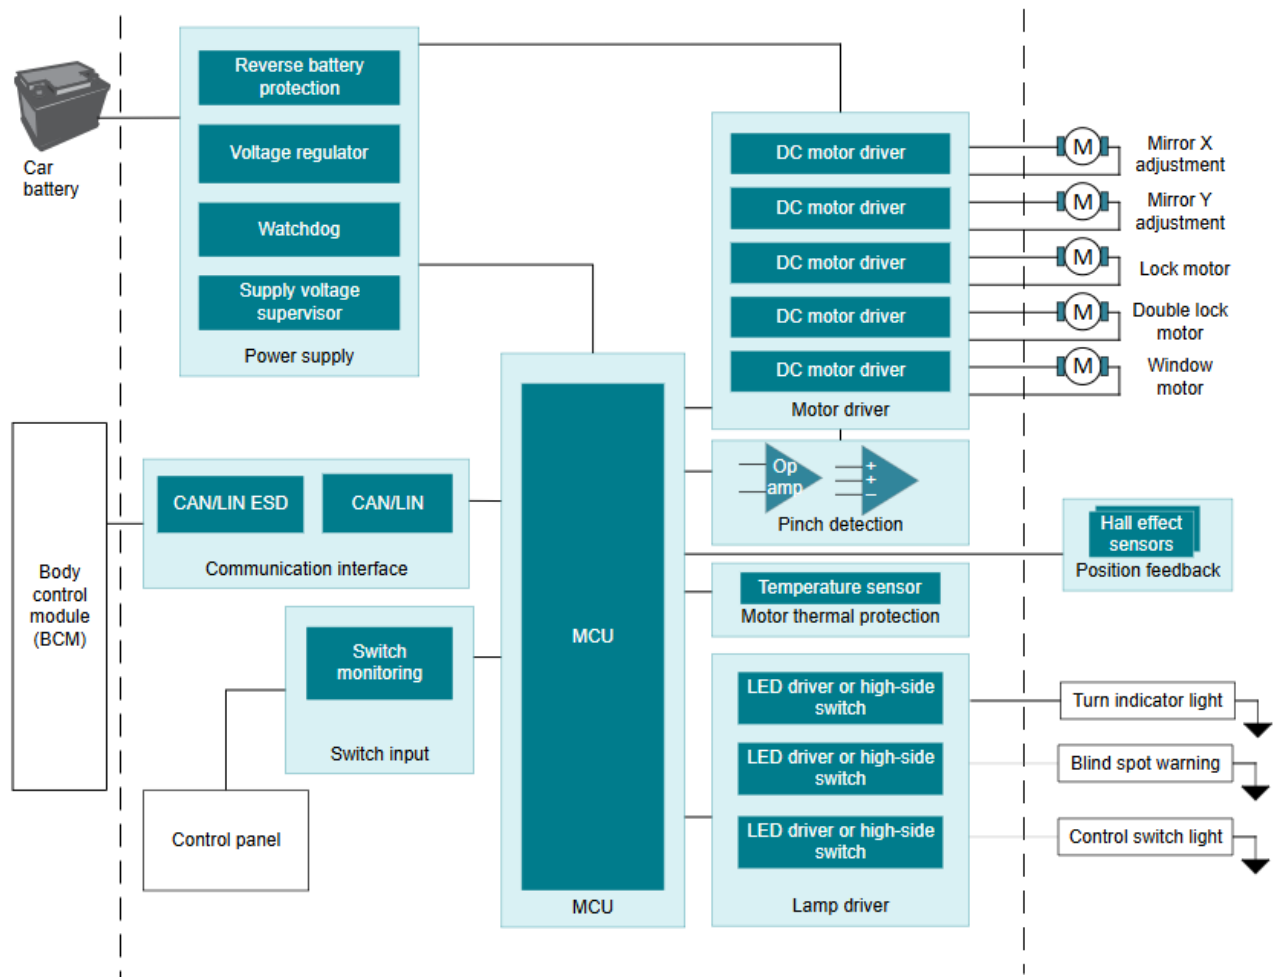 Car
battery
Reverse battery
protection
Voltage regulator
Watchdog
Supply voltage
supervisor
Power supply
DC motor driver
DC motor driver
DC motor driver
DC motor driver
DC motor driver
Motor driver
M
Mirror X
adjustment
M
Mirror Y
adjustment
M
Lock motor
M
Double lock
motor
M
Window
motor
Op
amp
+
+
−
Pinch detection
Hall effect
sensors
Position feedback
Temperature sensor
Motor thermal protection
Body
control
module
(BCM)
CAN/LIN ESD
CAN/LIN
Communication interface
Switch
monitoring
Switch input
Control panel
MCU
MCU
LED driver or high-side
switch
LED driver or high-side
switch
LED driver or high-side
switch
Lamp driver
Turn indicator light
Blind spot warning
Control switch light